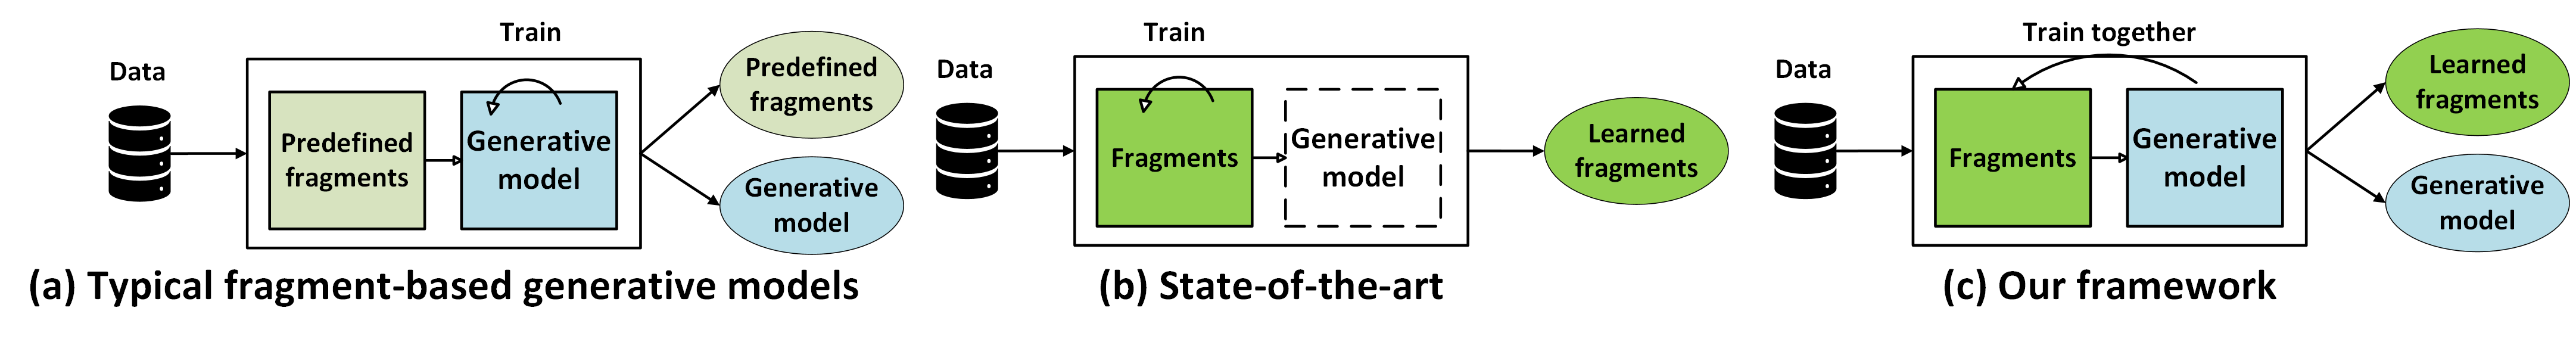 Train
Data
Predefined
fragments
Generative
model
Predefined
fragments
Generative
model
(a) Typical fragment-based generative models
Train
Data
Fragments
Generative
model
Learned
fragments
(b) State-of-the-art
Train together
Data
Fragments
Generative
model
Learned
fragments
Generative
model
(c) Our framework